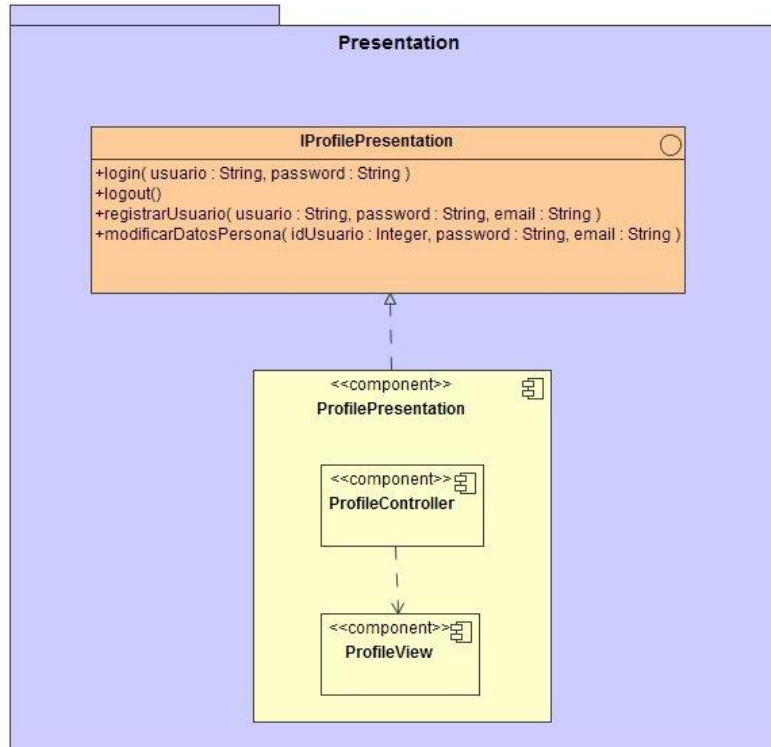 Presentation
IProfilePresentation
+login( usuario : String, password : String )
+logout()
+registrarUsuario( usuario : String, password : String, email : String )
+modificarDatosPersona( idUsuario : Integer, password : String, email : String )
<<component>>
ProfilePresentation
<<component>>
ProfileController
<<component>>
ProfileView